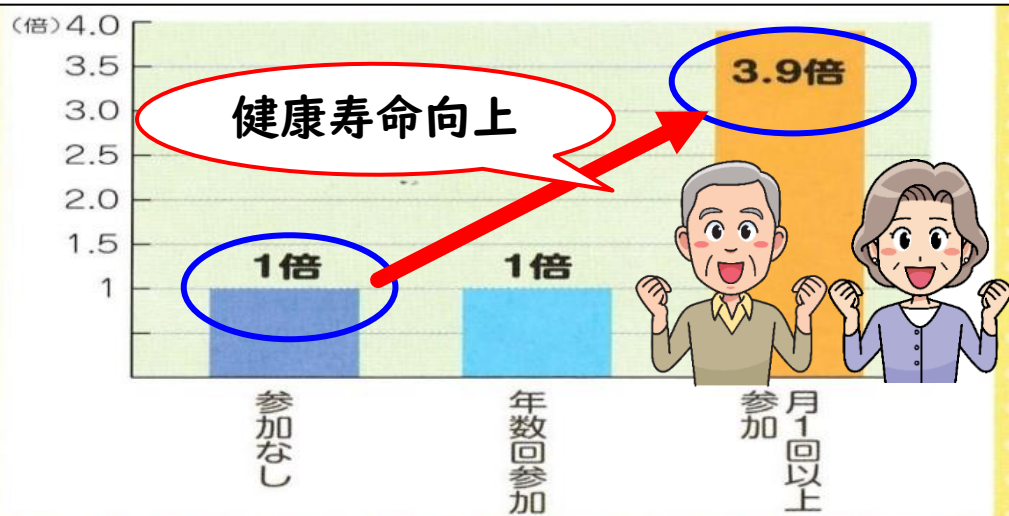 （倍）4.0
3.5
3.0
2.5
2.0
1.5
1
健康寿命向上
1倍
1倍
3.9倍
参加なし
年数回参加
月1回以上
参加